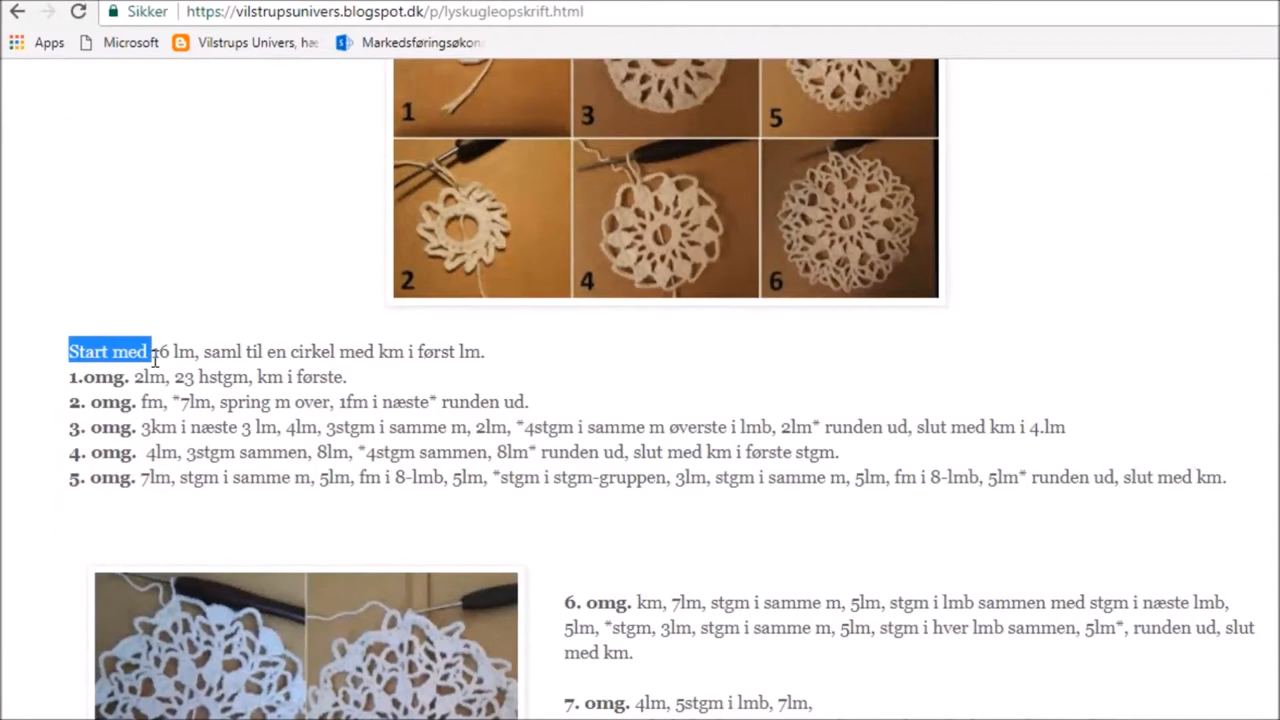 Sikker
https://vilstrupsunivers.blogspot.dk/p/lyskugleopskrift.html
Apps Microsoft Vilstrups Univers, hæ Markedsføringsøkon
1 3 5
2 4 6
Start med 16 lm, saml til en cirkel med km i først lm.
1.omg. 2lm, 23 hstgm, km i første.
2. omg. fm, *7lm, spring m over, 1fm i næste* runden ud.
3. omg. 3km i næste 3 lm, 4lm, 3stgm i samme m, 2lm, *4stgm i samme m øverste i lmb, 2lm* runden ud, slut med km i 4.lm
4. omg. 4lm, 3stgm sammen, 8lm, *4stgm sammen, 8lm* runden ud, slut med km i første stgm.
5. omg. 7lm, stgm i samme m, 5lm, fm i 8-lmb, 5lm, *stgm i stgm-gruppen, 3lm, stgm i samme m, 5lm, fm i 8-lmb, 5lm* runden ud, slut med km.
6. omg. km, 7lm, stgm i samme m, 5lm, stgm i lmb sammen med stgm i næste lmb,
5lm, *stgm, 3lm, stgm i samme m, 5lm, stgm i hver lmb sammen, 5lm*, runden ud, slut
med km.
7. omg. 4lm, 5stgm i lmb, 7lm,